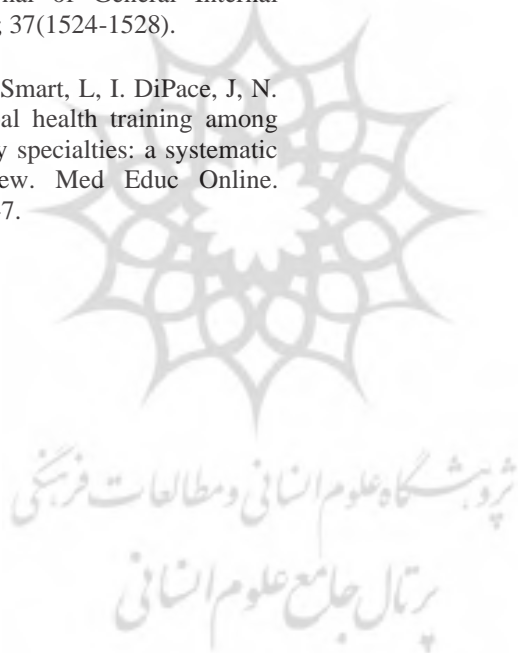 nal of General Internal
; 37(1524-1528).
Smart, L, I. DiPace, J, N.
al health training among
y specialties: a systematic
ew. Med Educ Online.
-7.
پژوهشگاه علوم انسانی و مطالعات فرهنگی
پرتال جامع علوم انسانی